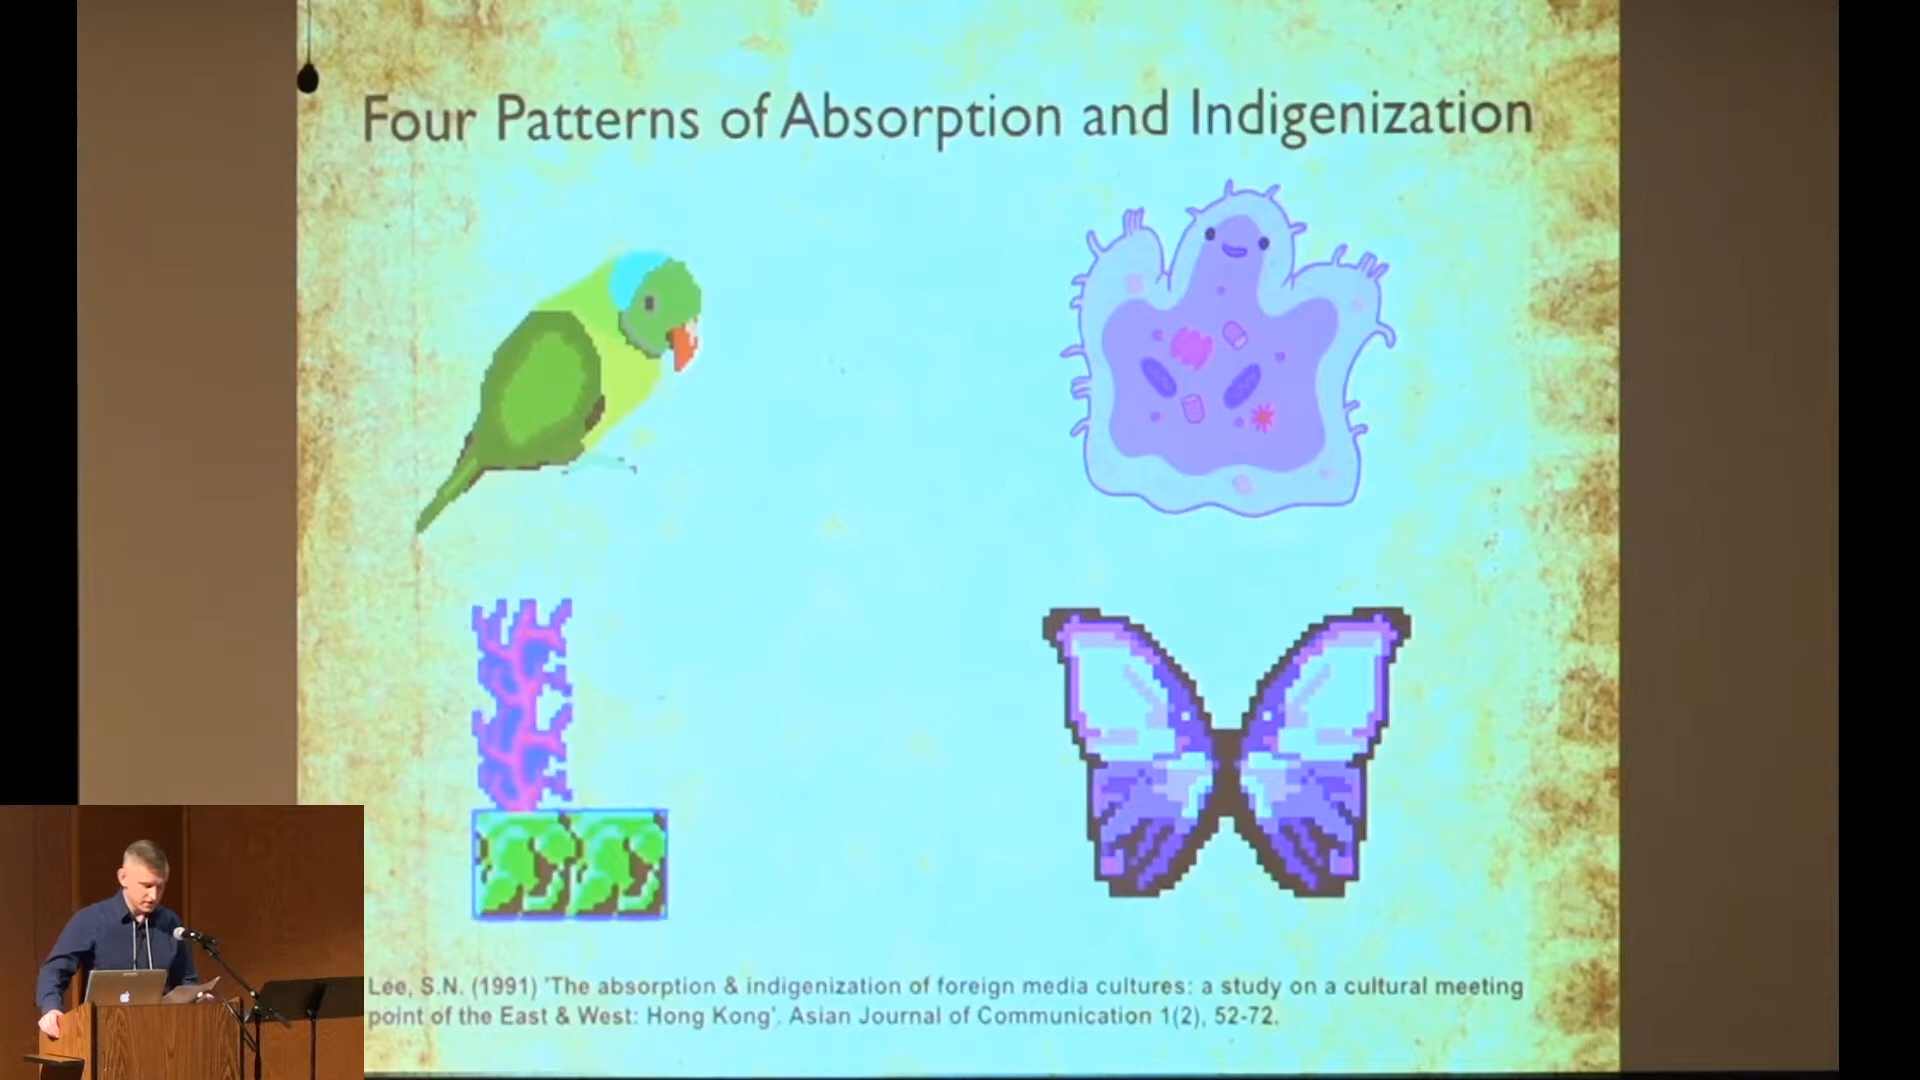 Four Patterns of Absorption and Indigenization
Lee, S.N. (1991) 'The absorption & indigenization of foreign media cultures: a study on a cultural meeting
point of the East & West: Hong Kong'. Asian Journal of Communication 1(2), 52-72.